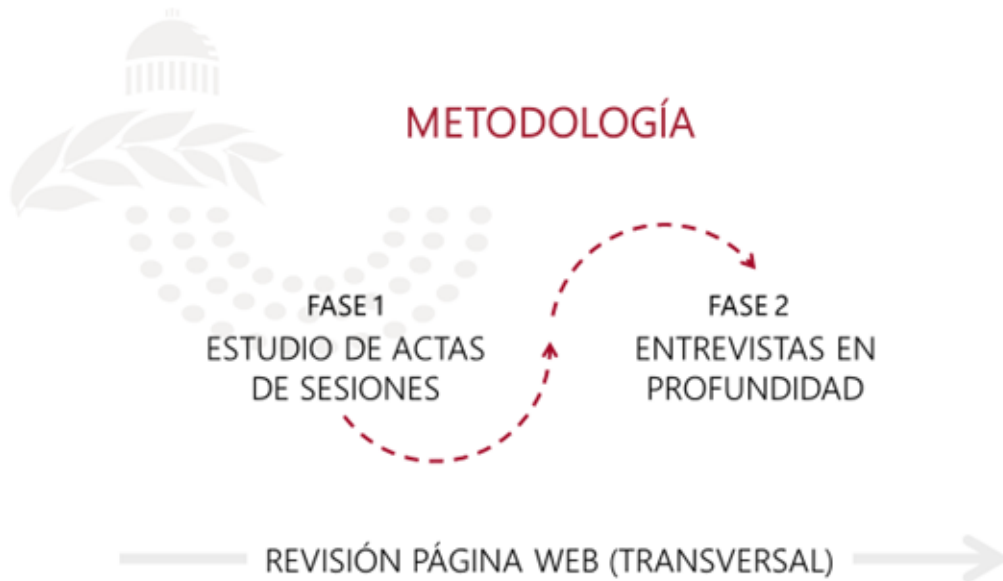 METODOLOGÍA
FASE 1
ESTUDIO DE ACTAS
DE SESIONES
FASE 2
ENTREVISTAS EN
PROFUNDIDAD
REVISIÓN PÁGINA WEB (TRANSVERSAL)